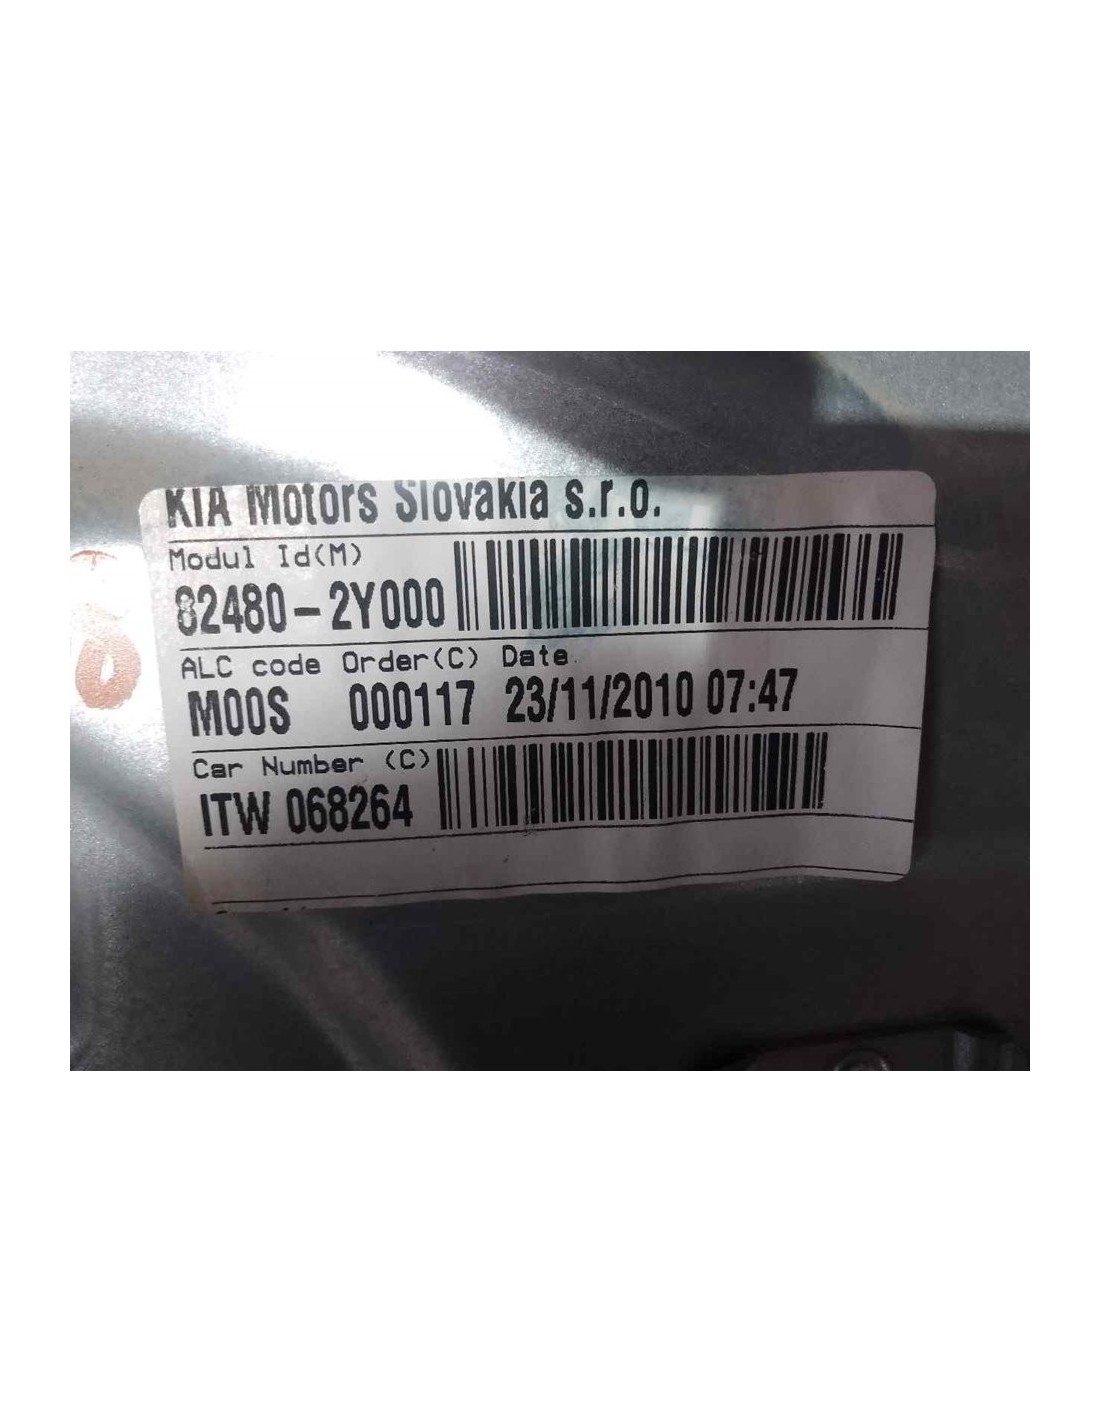 KIA Motors Slovakia s.r.o.
Modul Id(M)
82480-2Y000
ALC code Order(C) Date
M00S 000117 23/11/2010 07:47
Car Number (C)
ITW 068264